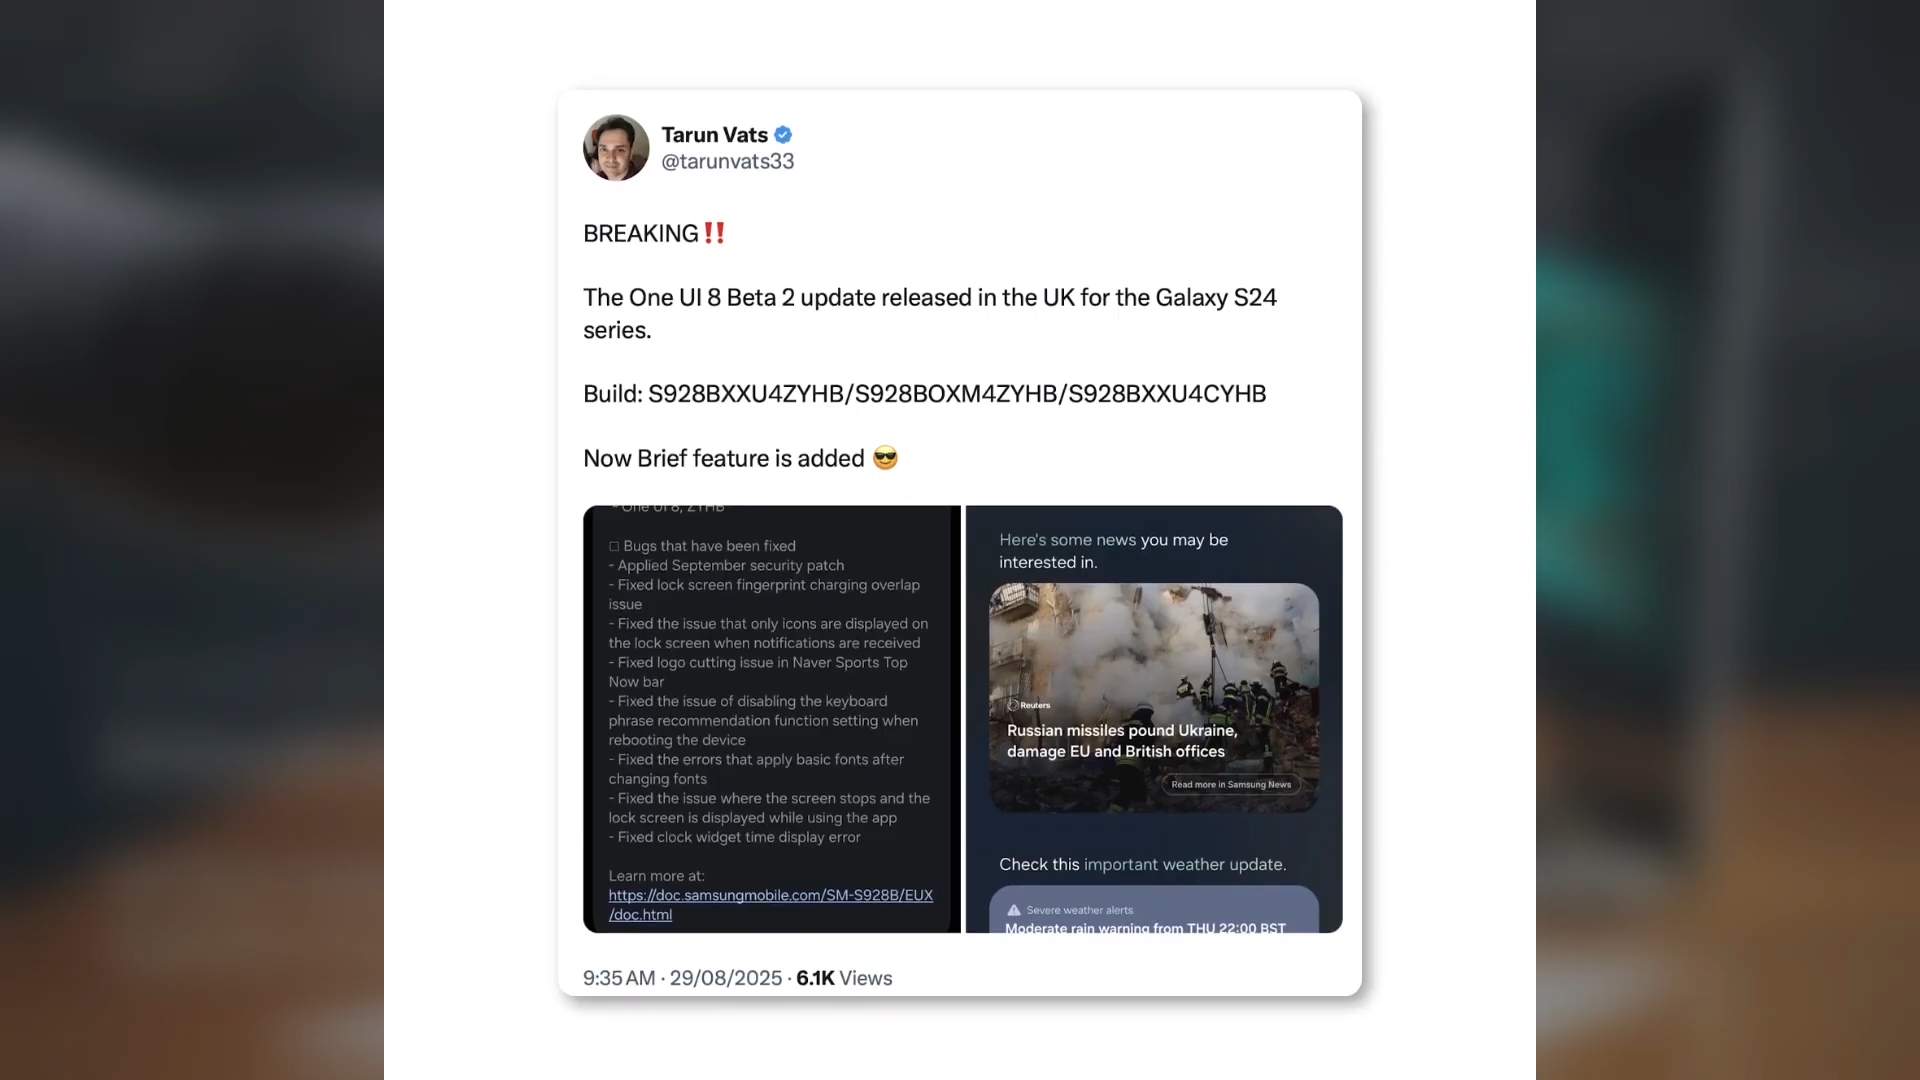 Tarun Vats
@tarunvats33
BREAKING‼️
The One UI 8 Beta 2 update released in the UK for the Galaxy S24
series.
Build: S928BXXU4ZYHB/S928BOXM4ZYHB/S928BXXU4CYHB
Now Brief feature is added 😎
- One UI 8, ZYHB
□ Bugs that have been fixed
- Applied September security patch
- Fixed lock screen fingerprint charging overlap
issue
- Fixed the issue that only icons are displayed on
the lock screen when notifications are received
- Fixed logo cutting issue in Naver Sports Top
Now bar
- Fixed the issue of disabling the keyboard
phrase recommendation function setting when
rebooting the device
- Fixed the errors that apply basic fonts after
changing fonts
- Fixed the issue where the screen stops and the
lock screen is displayed while using the app
- Fixed clock widget time display error
Learn more at:
https://doc.samsungmobile.com/SM-S928B/EUX
/doc.html
Here's some news you may be
interested in.
Reuters
Russian missiles pound Ukraine,
damage EU and British offices
Read more in Samsung News
Check this important weather update.
Severe weather alerts
Moderate rain warning from THU 22:00 BST
9:35 AM · 29/08/2025 · 6.1K Views